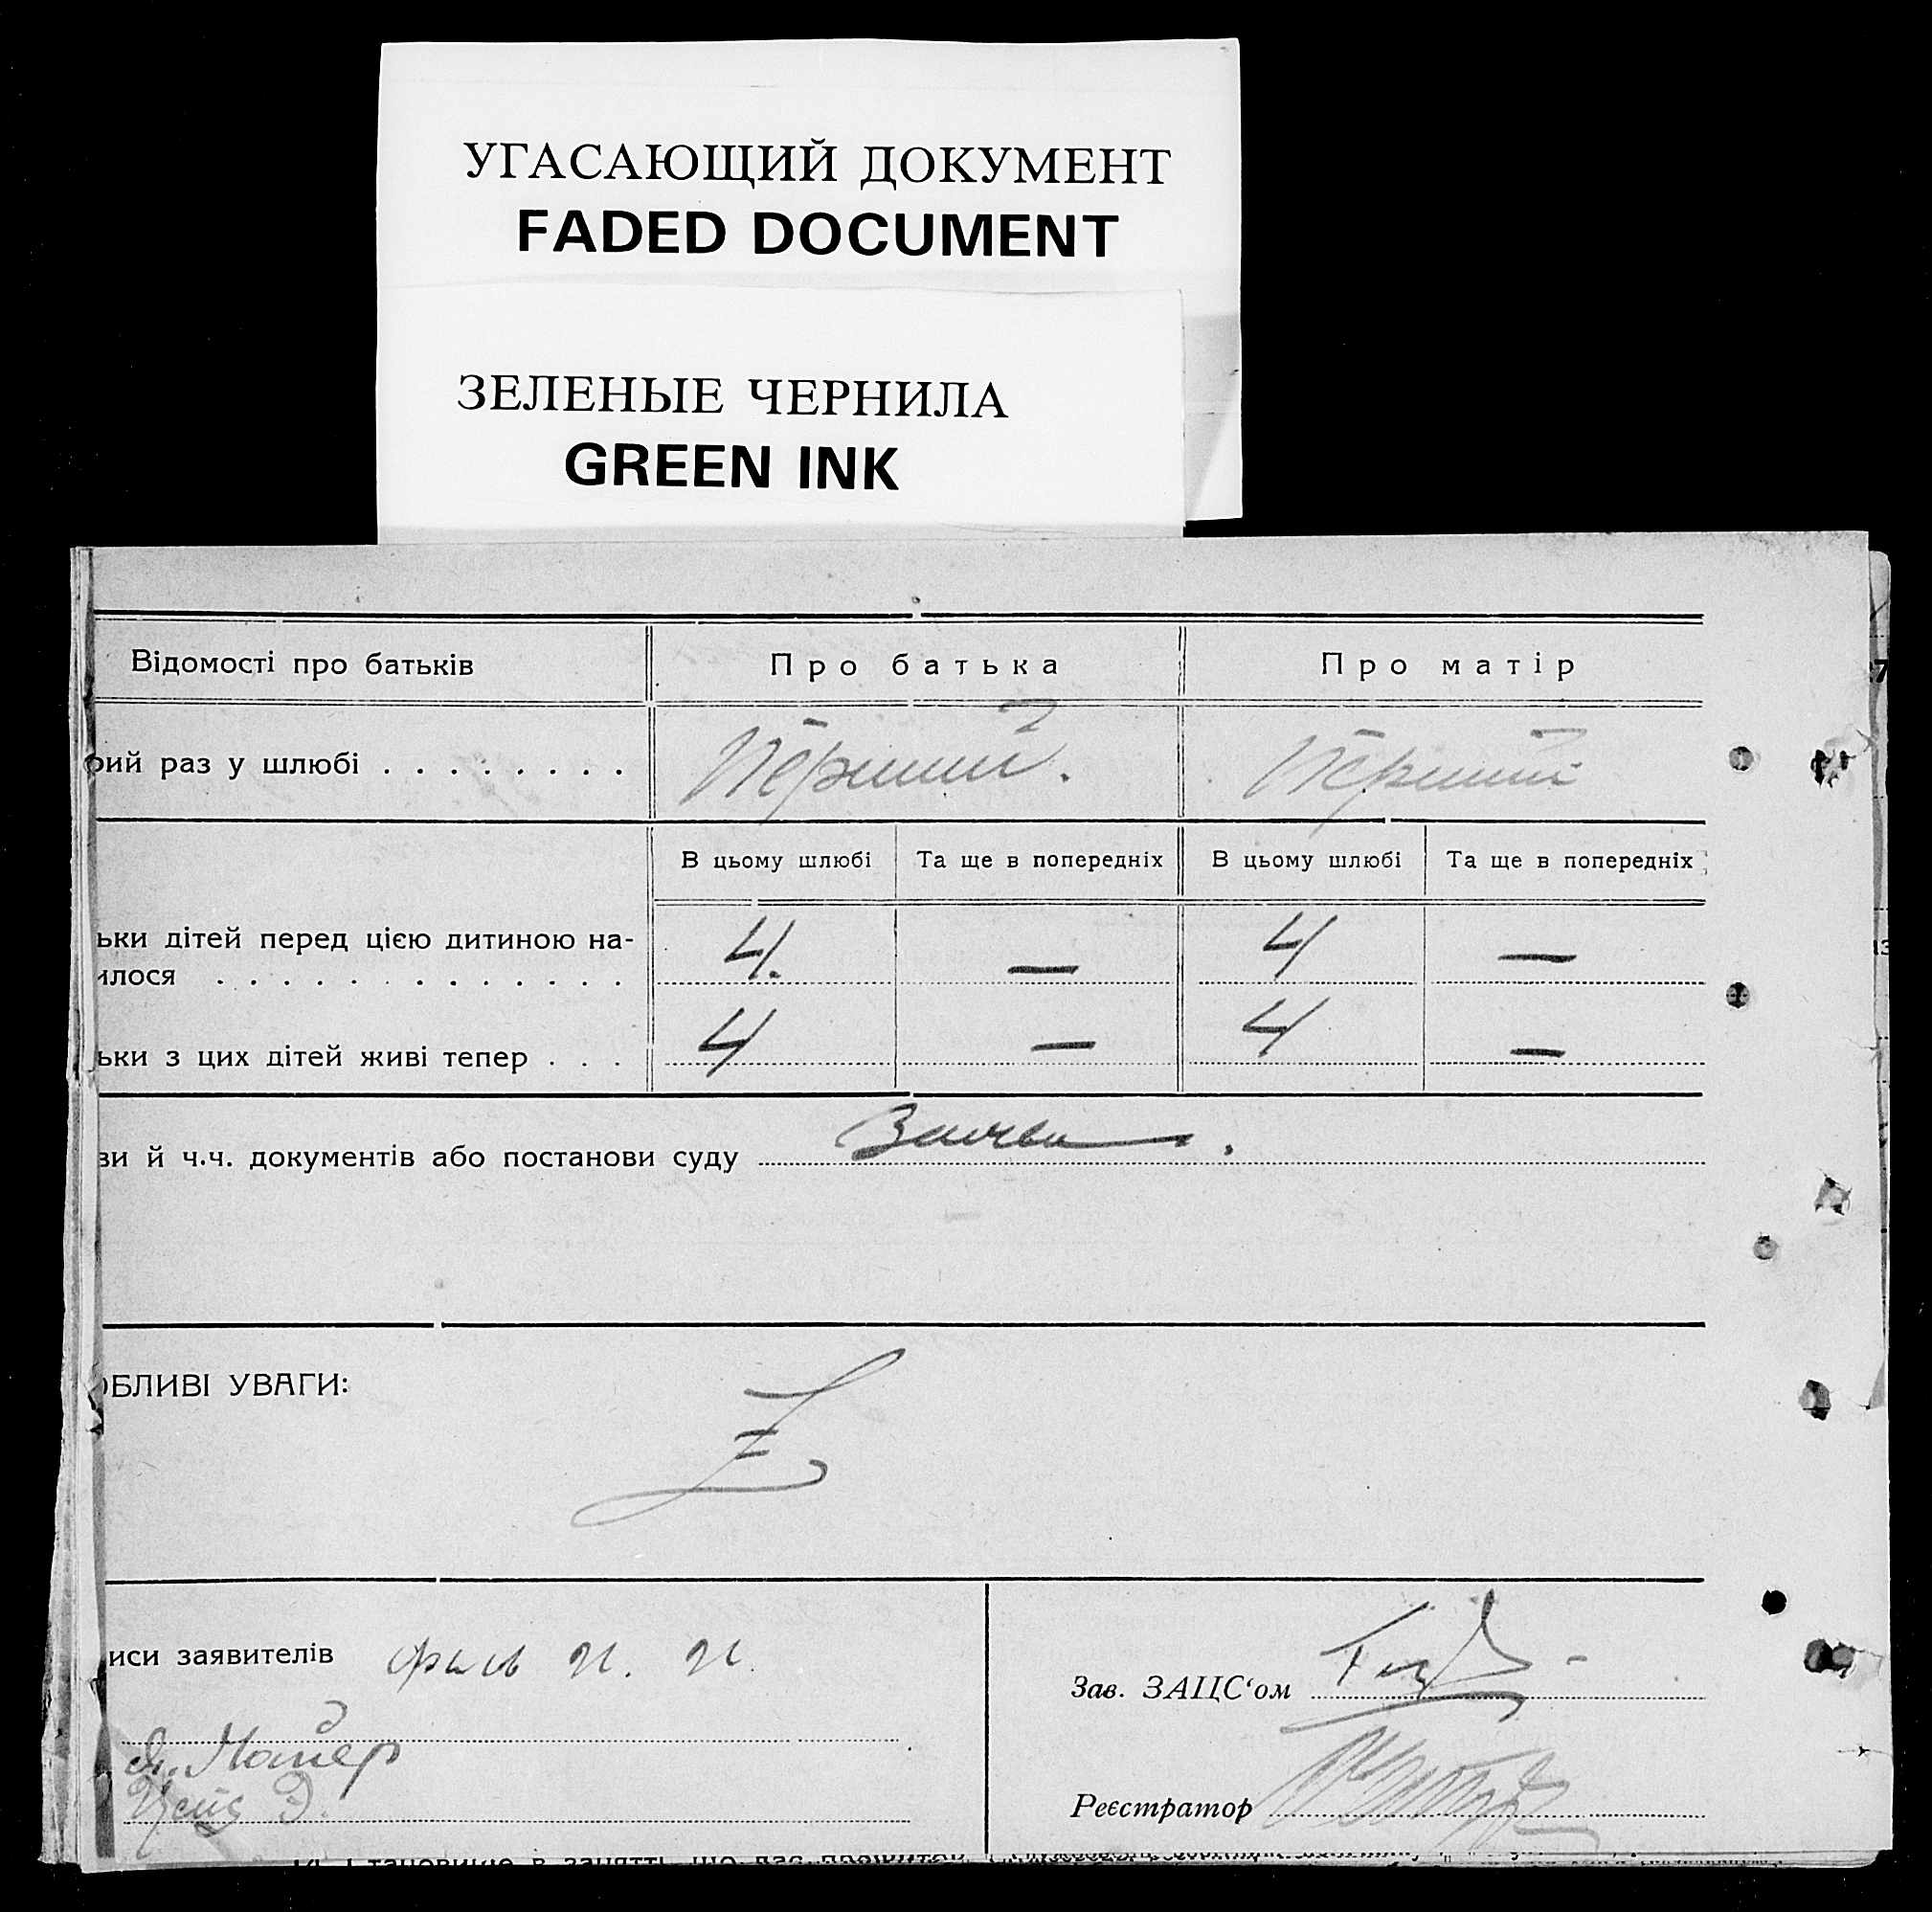 УГАСАЮЩИЙ ДОКУМЕНТ
FADED DOCUMENT
ЗЕЛЕНЫЕ ЧЕРНИЛА
GREEN INK
Відомості про батьків Про батька Про матір
рий раз у шлюбі . . . . . . . . Перший. Перший
В цьому шлюбі Та ще в попередніх В цьому шлюбі Та ще в попередніх
ьки дітей перед цією дитиною на-
илося . . . . . . . . . . . . . 4. — 4 —
ьки з цих дітей живі тепер . . . 4 — 4 —
ви й ч.ч. документів або постанови суду
ОБЛИВІ УВАГИ:
иси заявителів
Зав. ЗАЦС‘ом
Реєстратор